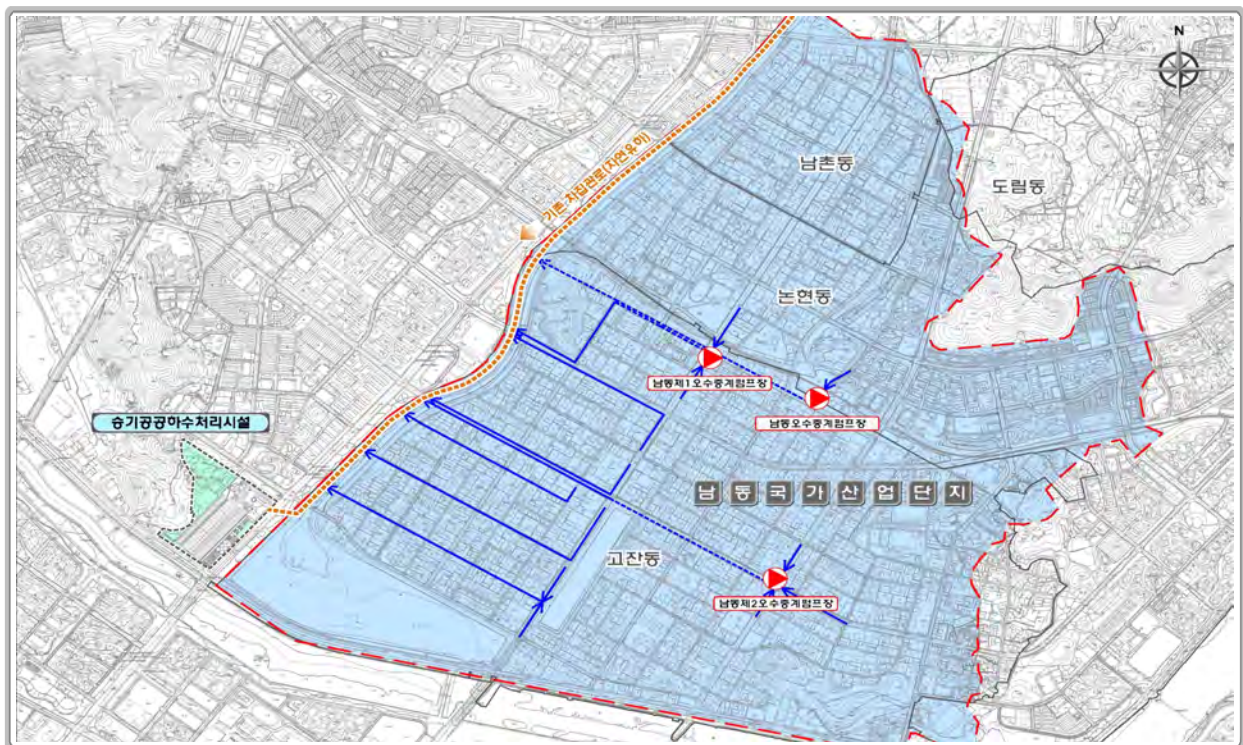 N
남촌동
도림동
기존 차집관로(자연유하)
논현동
남동제1오수중계펌프장
남동오수중계펌프장
승기공공하수처리시설
남동국가산업단지
고잔동
남동제2오수중계펌프장